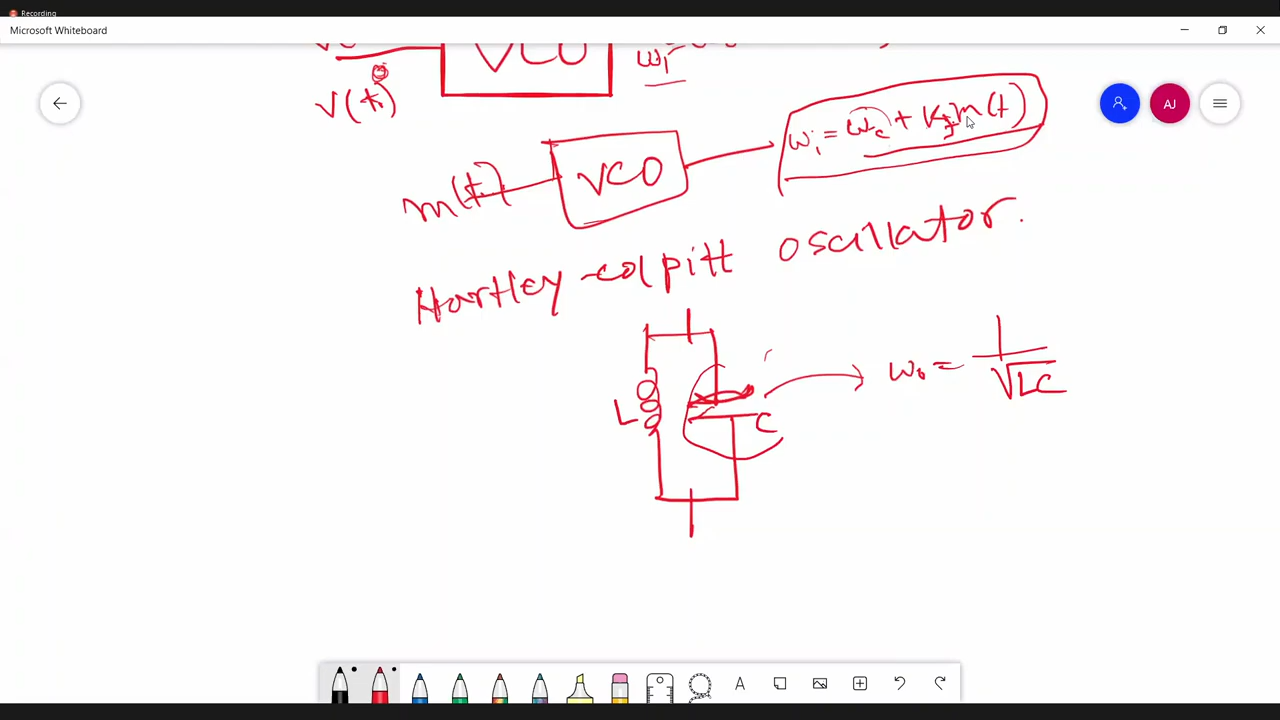 Recording
Microsoft Whiteboard
VCO
ωi
v(t)
AJ
ωi = ωc + Kf m(t)
m(t)
VCO
Hartley-colpitt oscillator.
L
C
ω₀ = 1/√LC
A